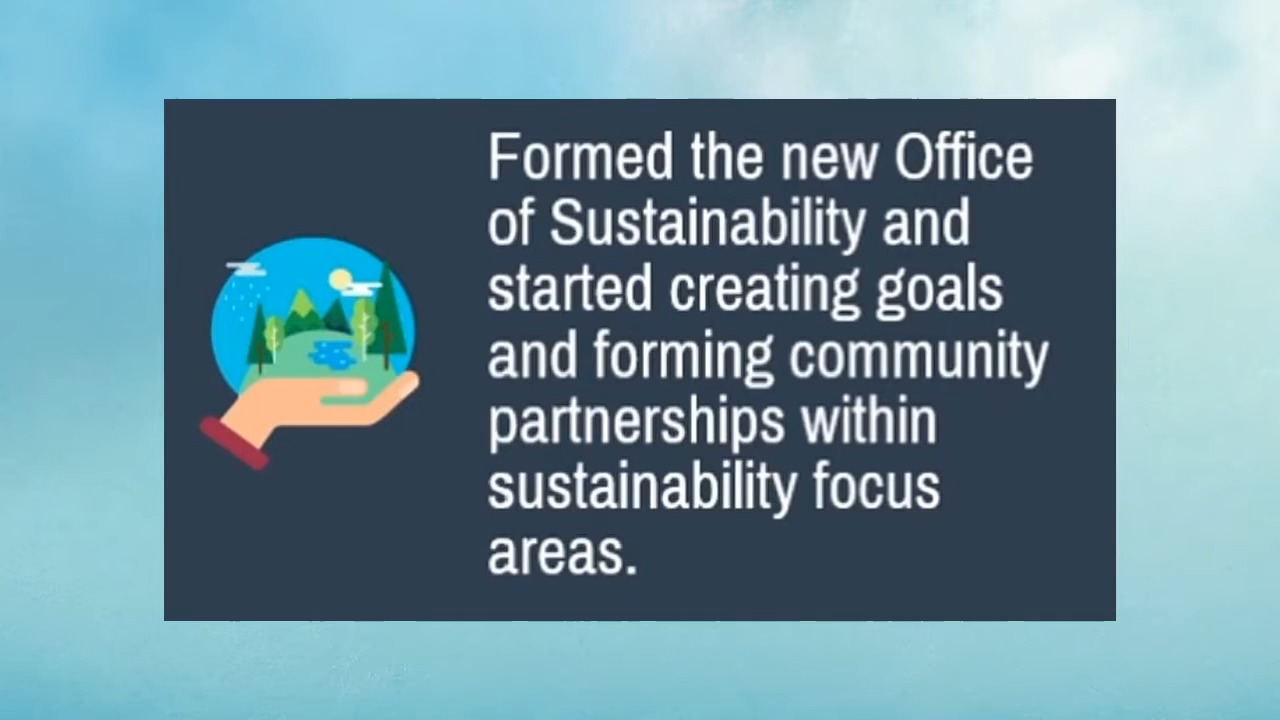 Formed the new Office
of Sustainability and
started creating goals
and forming community
partnerships within
sustainability focus
areas.